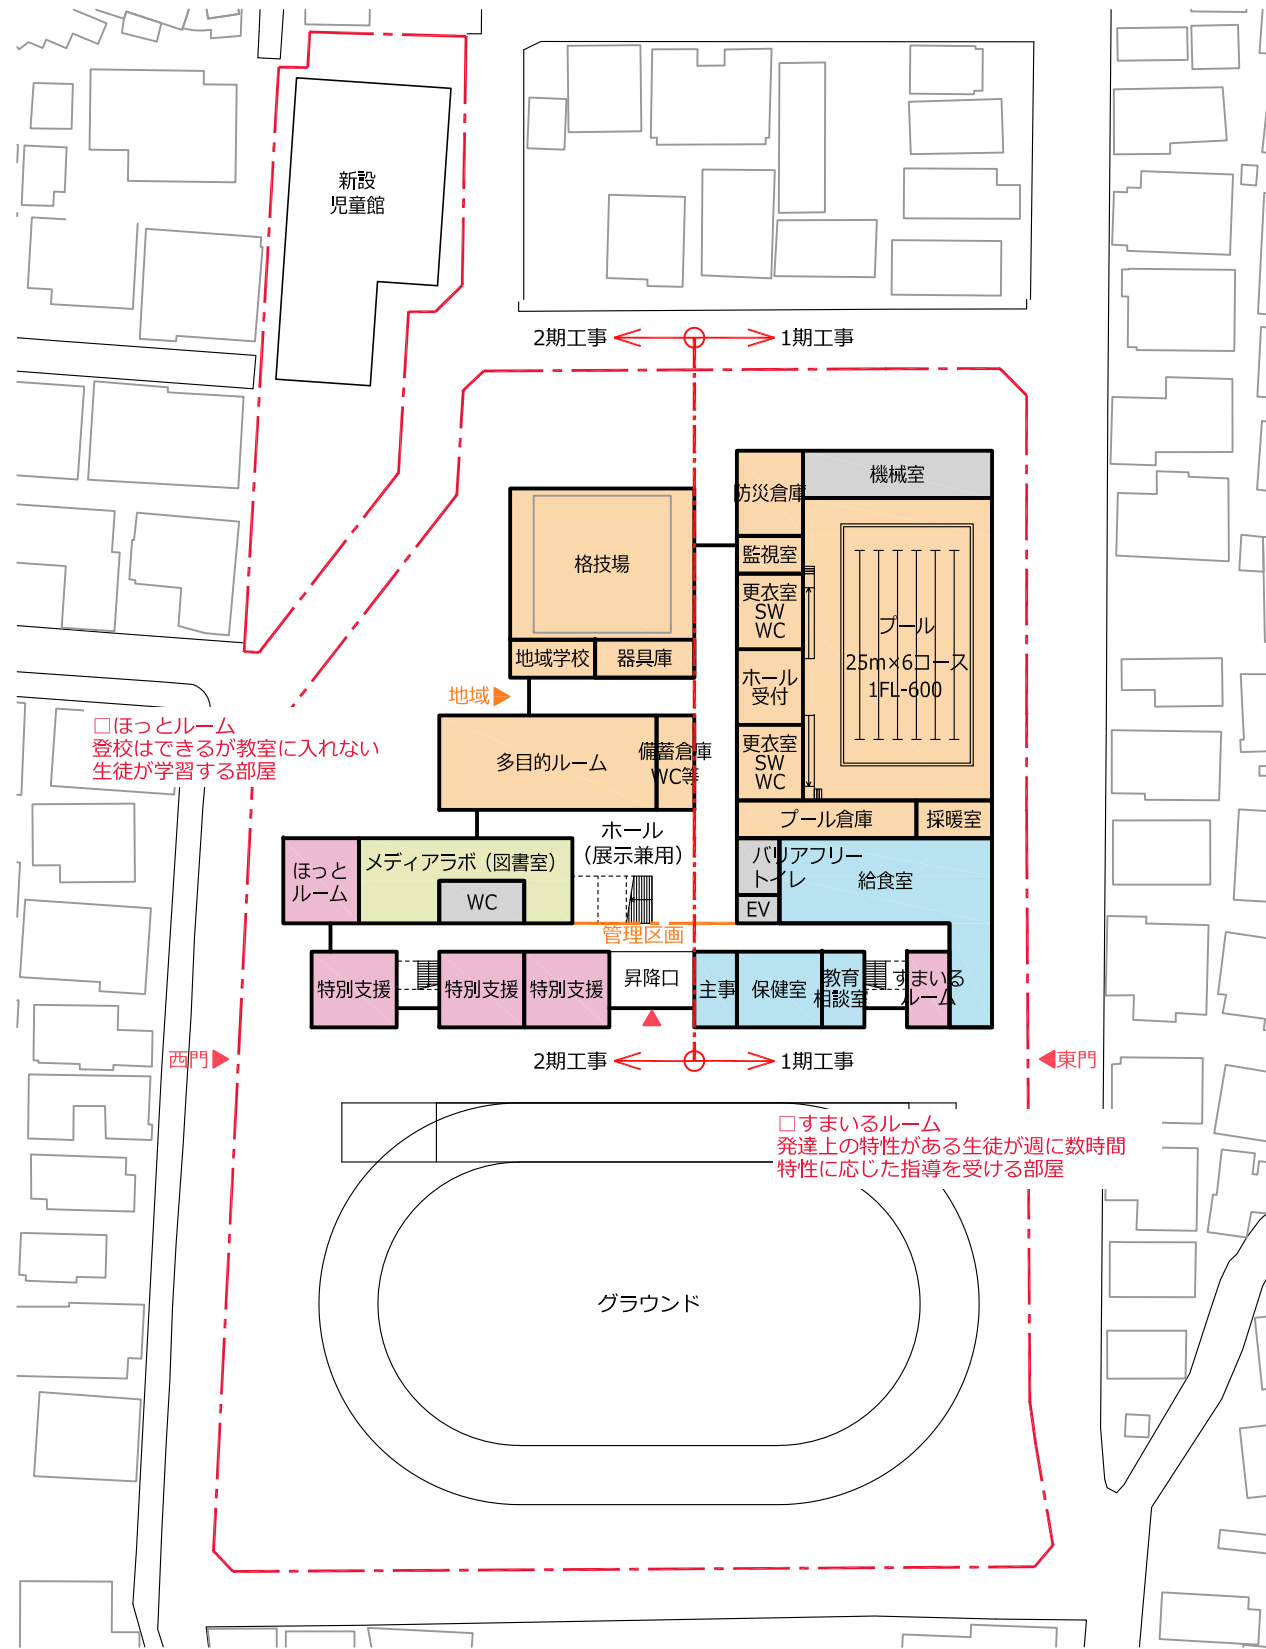 新設
児童館
2期工事
1期工事
防災倉庫
機械室
監視室
格技場
更衣室
SW
WC
プール
25m×6コース
1FL-600
地域学校
器具庫
ホール
受付
地域
□ほっとルーム
登校はできるが教室に入れない
生徒が学習する部屋
多目的ルーム
備蓄倉庫
WC等
更衣室
SW
WC
プール倉庫
採暖室
ホール
（展示兼用）
ほっと
ルーム
メディアラボ（図書室）
WC
バリアフリー
トイレ
給食室
EV
管理区画
特別支援
特別支援
特別支援
昇降口
主事
保健室
教育
相談室
すまいる
ルーム
西門
2期工事
1期工事
東門
□すまいるルーム
発達上の特性がある生徒が週に数時間
特性に応じた指導を受ける部屋
グラウンド